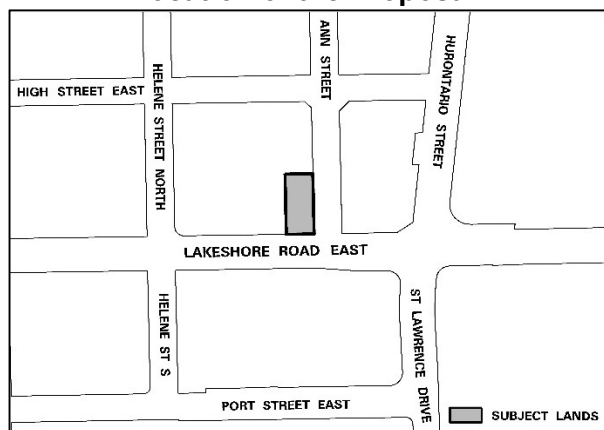 HIGH STREET EAST
HELENE STREET NORTH
ANN STREET
HURONTARIO STREET
LAKESHORE ROAD EAST
HELENE ST S
ST LAWRENCE DRIVE
PORT STREET EAST
SUBJECT LANDS